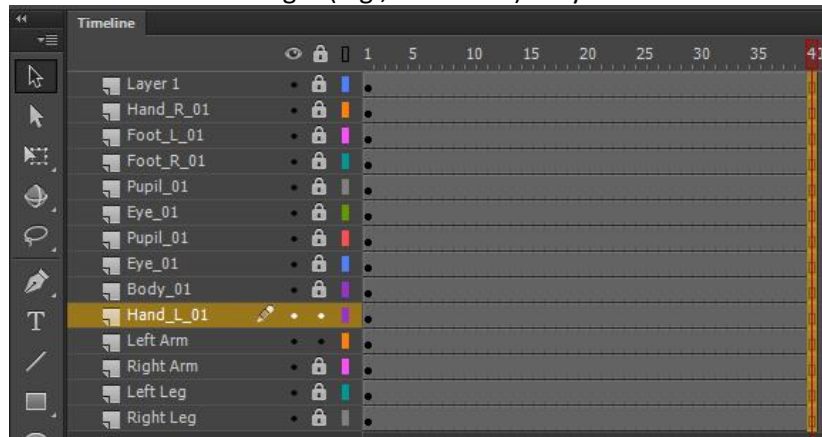 Timeline
1 5 10 15 20 25 30 35 41
Layer 1
Hand_R_01
Foot_L_01
Foot_R_01
Pupil_01
Eye_01
Pupil_01
Eye_01
Body_01
Hand_L_01
Left Arm
Right Arm
Left Leg
Right Leg
T